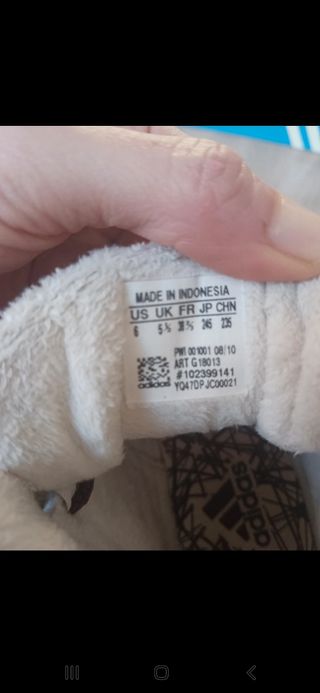 MADE IN INDONESIA
US UK FR JP CHN
6 5½ 38⅔ 245 235
PWI 001001 08/10
ART G18013
#102399141
adidas YQ47DPJC00021
adidas